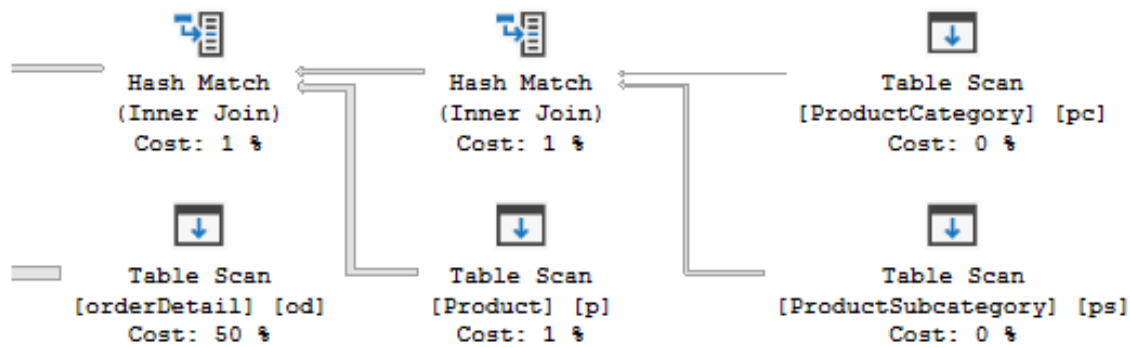 Hash Match
(Inner Join)
Cost: 1 %
Hash Match
(Inner Join)
Cost: 1 %
Table Scan
[ProductCategory] [pc]
Cost: 0 %
Table Scan
[orderDetail] [od]
Cost: 50 %
Table Scan
[Product] [p]
Cost: 1 %
Table Scan
[ProductSubcategory] [ps]
Cost: 0 %